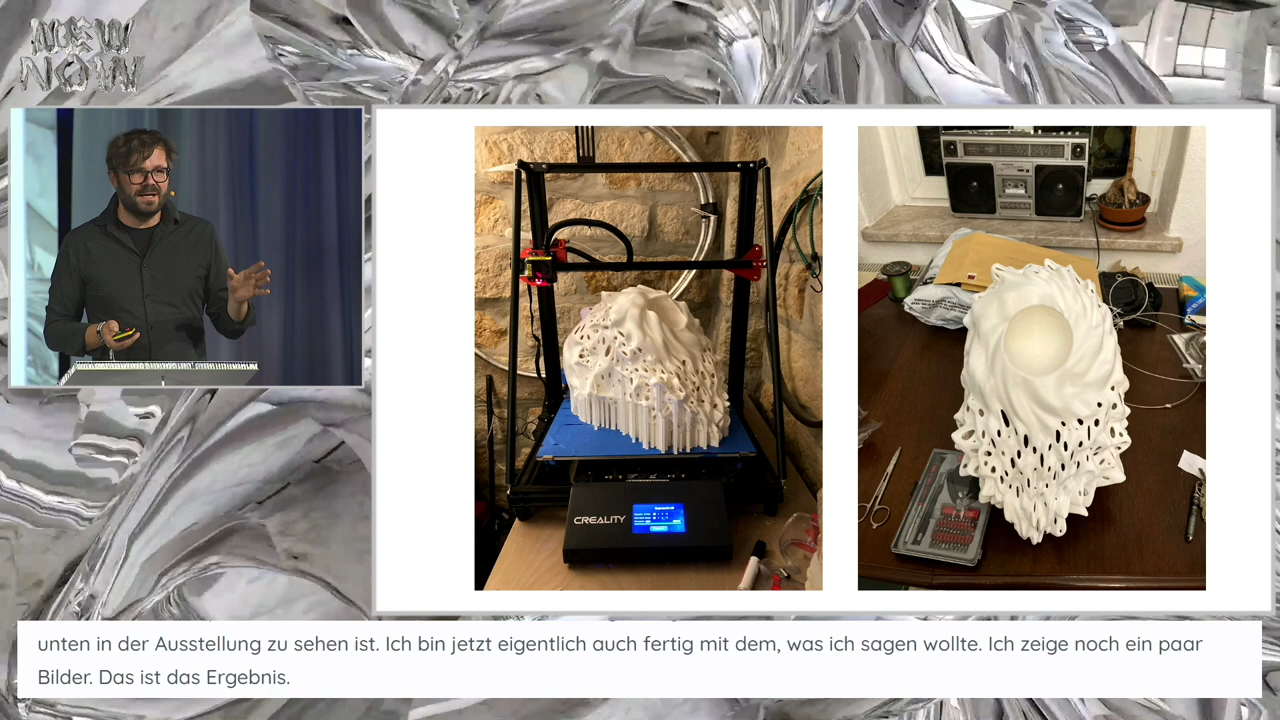 NEW
NOW
CREALITY
unten in der Ausstellung zu sehen ist. Ich bin jetzt eigentlich auch fertig mit dem, was ich sagen wollte. Ich zeige noch ein paar
Bilder. Das ist das Ergebnis.